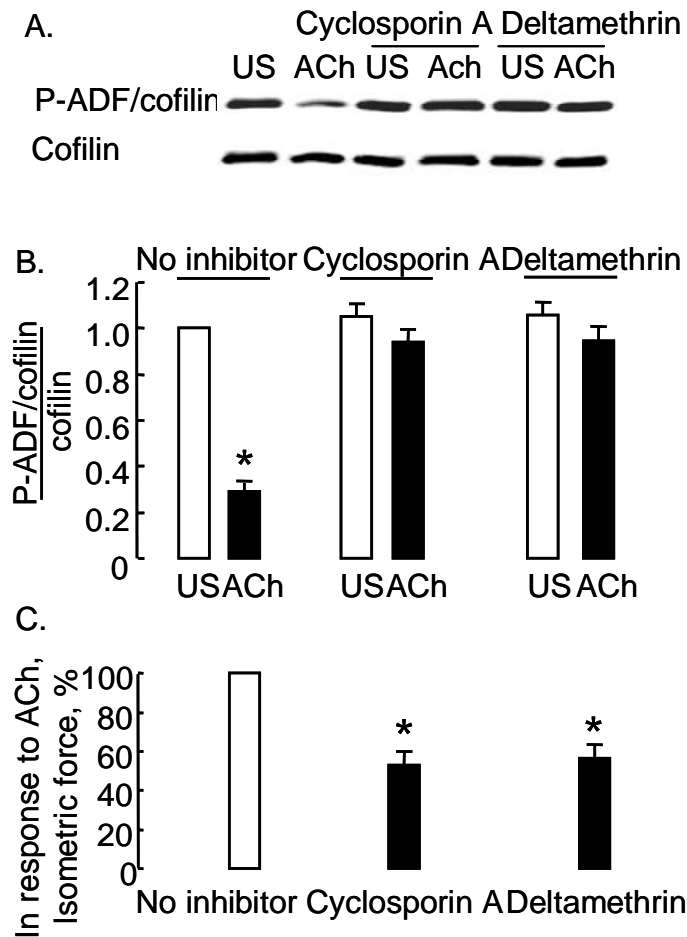 A.
Cyclosporin A Deltamethrin
US ACh US Ach US ACh
P-ADF/cofilin
Cofilin
B.
No inhibitor Cyclosporin ADeltamethrin
P-ADF/cofilin
cofilin
1.2
1.0
0.8
0.6
0.4
0.2
0
*
US ACh US ACh US ACh
C.
In response to ACh,
Isometric force, %
100
80
60
40
20
0
* *
No inhibitor Cyclosporin ADeltamethrin